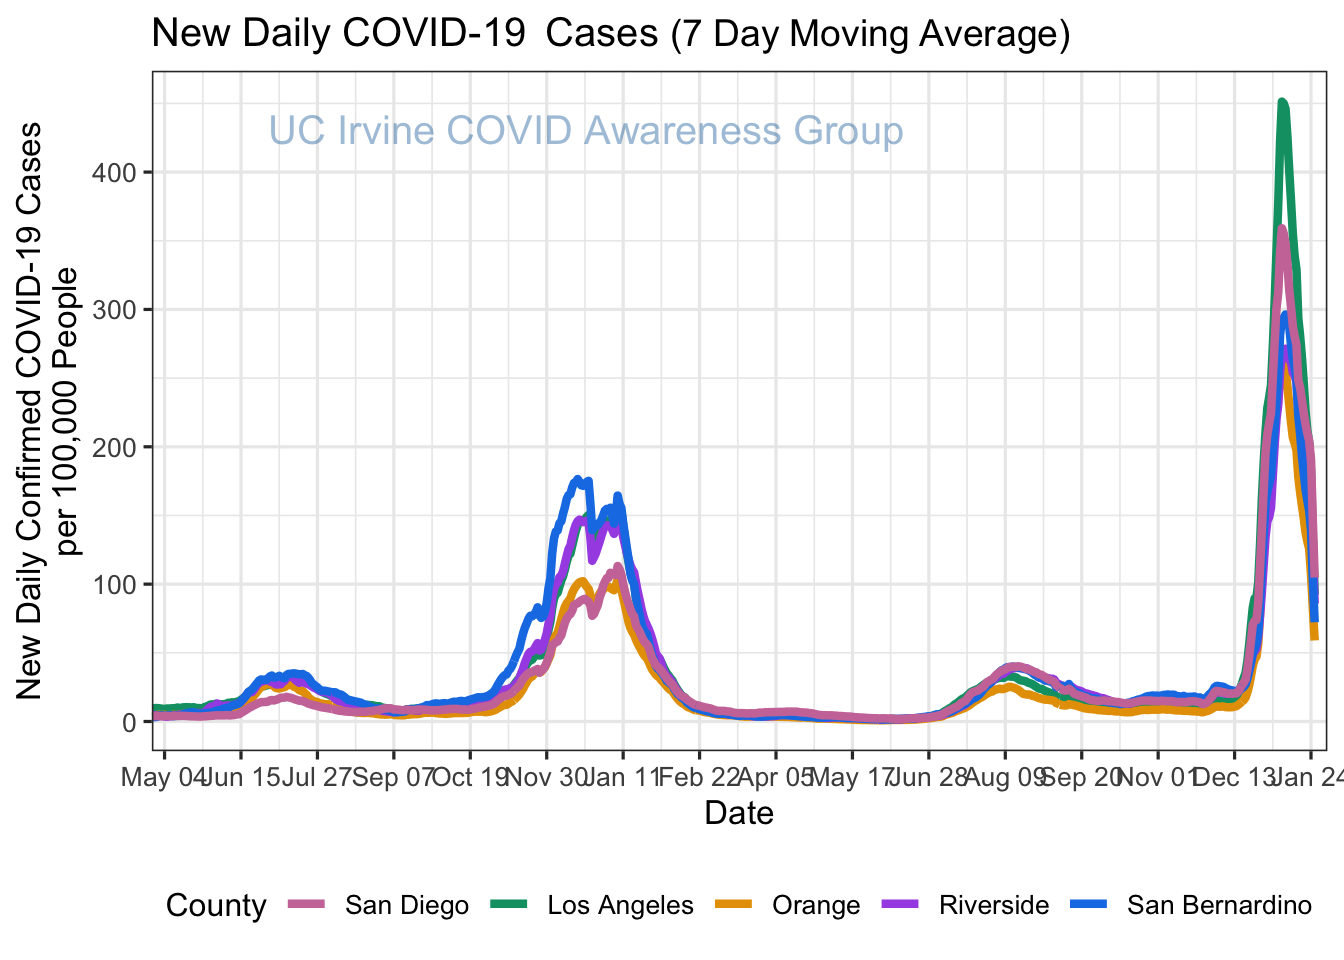 New Daily COVID-19 Cases (7 Day Moving Average)
UC Irvine COVID Awareness Group
New Daily Confirmed COVID-19 Cases
per 100,000 People
400
300
200
100
0
May 04 Jun 15 Jul 27 Sep 07 Oct 19 Nov 30 Jan 11 Feb 22 Apr 05 May 17 Jun 28 Aug 09 Sep 20 Nov 01 Dec 13 Jan 24
Date
County San Diego Los Angeles Orange Riverside San Bernardino